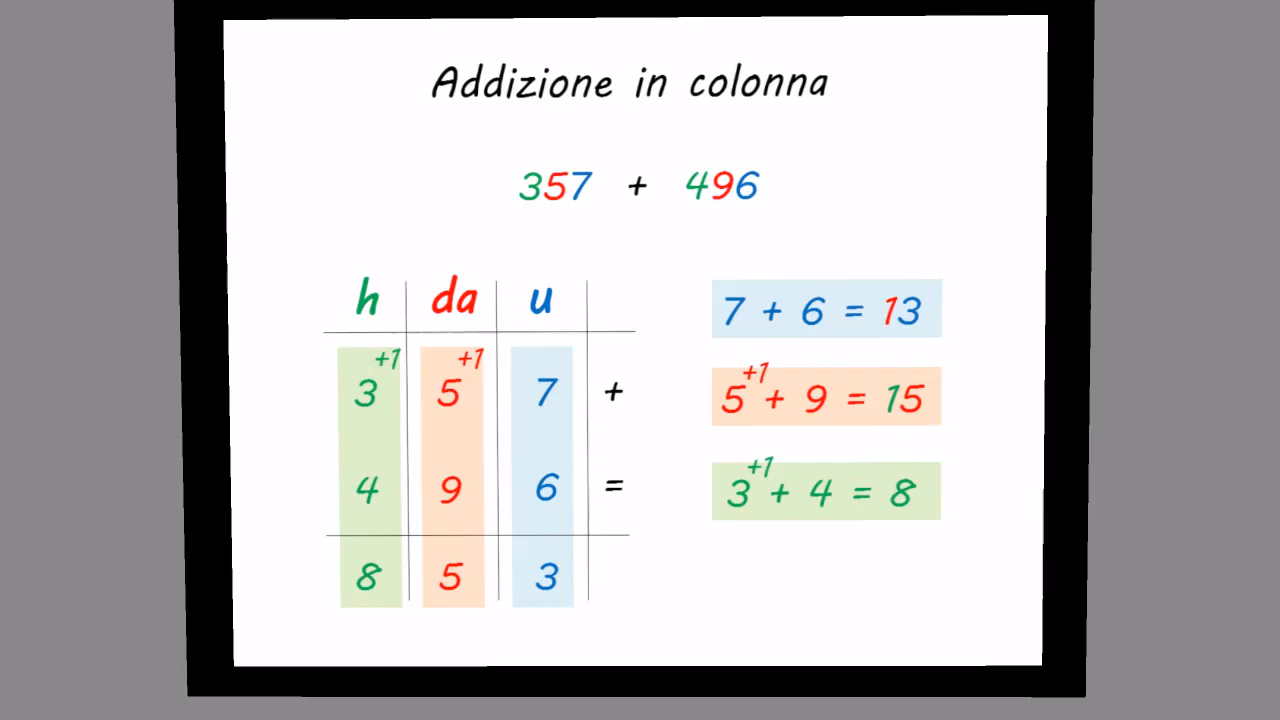 Addizione in colonna
357 + 496
h da u
+1 +1
3 5 7 +
4 9 6 =
8 5 3
7 + 6 = 13
+1
5 + 9 = 15
+1
3 + 4 = 8